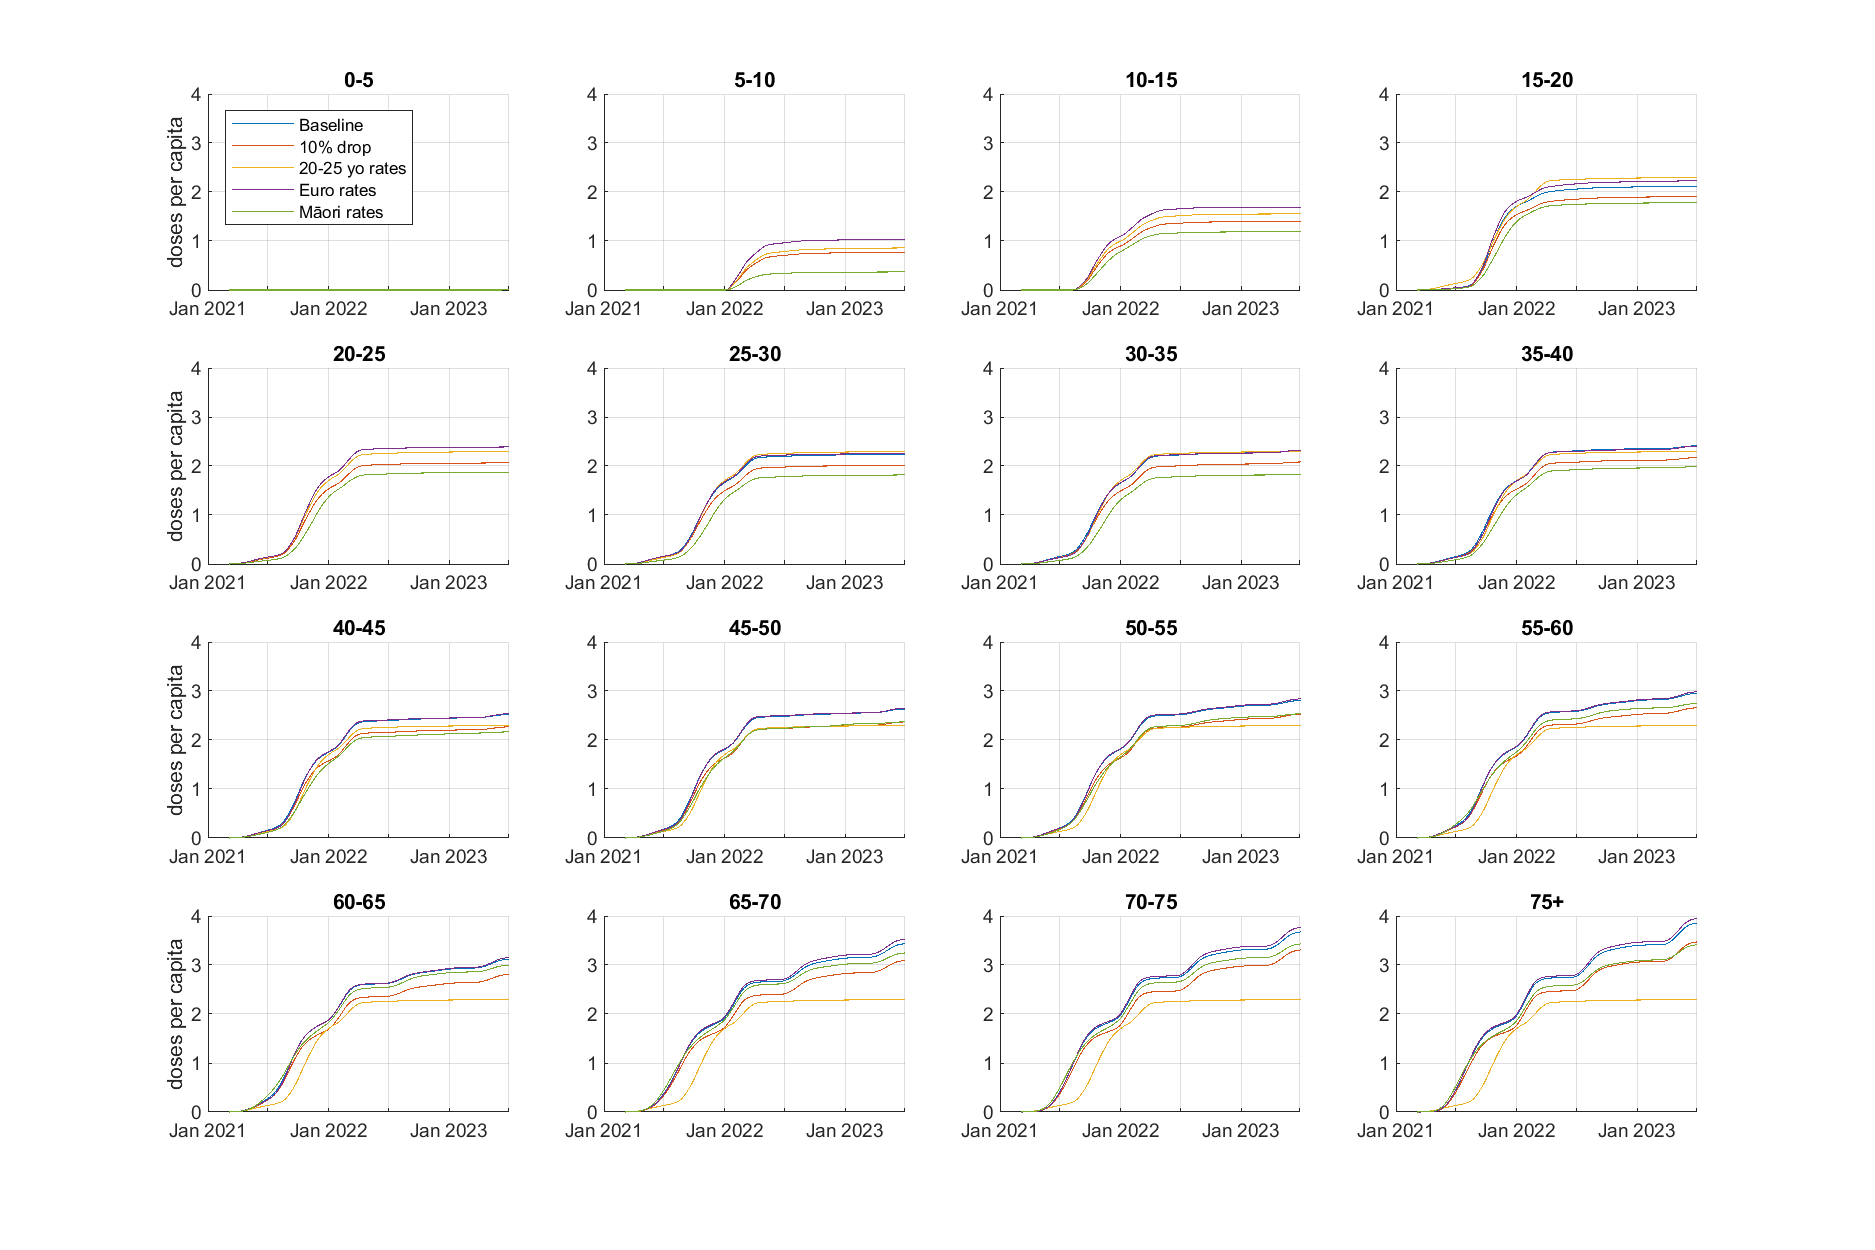 0-5 5-10 10-15 15-20
4 4 4 4
Baseline
10% drop
20-25 yo rates
Euro rates
Māori rates
3 3 3 3
2 2 2 2
1 1 1 1
0 0 0 0
doses per capita
Jan 2021 Jan 2022 Jan 2023 Jan 2021 Jan 2022 Jan 2023 Jan 2021 Jan 2022 Jan 2023 Jan 2021 Jan 2022 Jan 2023
20-25 25-30 30-35 35-40
4 4 4 4
3 3 3 3
2 2 2 2
1 1 1 1
0 0 0 0
doses per capita
Jan 2021 Jan 2022 Jan 2023 Jan 2021 Jan 2022 Jan 2023 Jan 2021 Jan 2022 Jan 2023 Jan 2021 Jan 2022 Jan 2023
40-45 45-50 50-55 55-60
4 4 4 4
3 3 3 3
2 2 2 2
1 1 1 1
0 0 0 0
doses per capita
Jan 2021 Jan 2022 Jan 2023 Jan 2021 Jan 2022 Jan 2023 Jan 2021 Jan 2022 Jan 2023 Jan 2021 Jan 2022 Jan 2023
60-65 65-70 70-75 75+
4 4 4 4
3 3 3 3
2 2 2 2
1 1 1 1
0 0 0 0
doses per capita
Jan 2021 Jan 2022 Jan 2023 Jan 2021 Jan 2022 Jan 2023 Jan 2021 Jan 2022 Jan 2023 Jan 2021 Jan 2022 Jan 2023